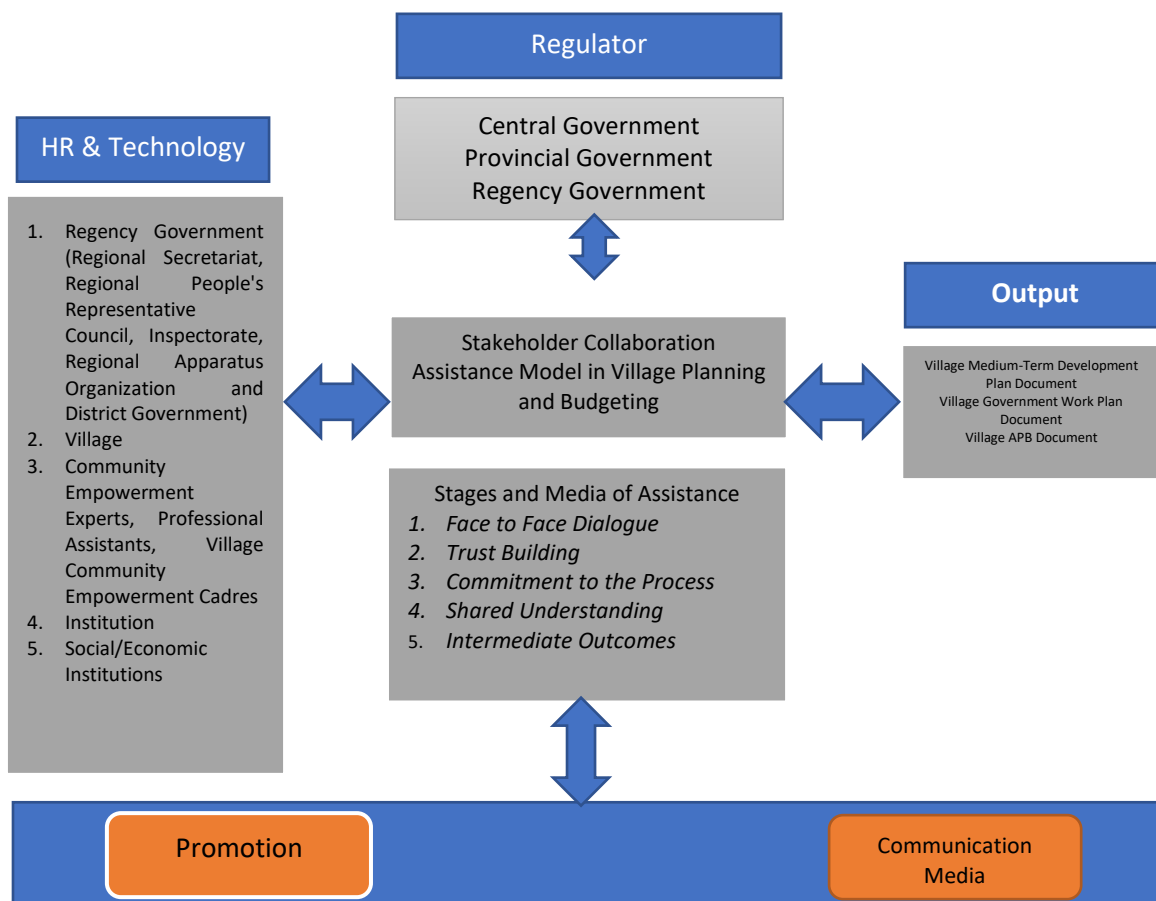 Regulator
Central Government
Provincial Government
Regency Government
HR & Technology
1. Regency Government
(Regional Secretariat,
Regional People's
Representative
Council, Inspectorate,
Regional Apparatus
Organization and
District Government)
2. Village
3. Community
Empowerment
Experts, Professional
Assistants, Village
Community
Empowerment Cadres
4. Institution
5. Social/Economic
Institutions
Stakeholder Collaboration
Assistance Model in Village Planning
and Budgeting
Stages and Media of Assistance
1. Face to Face Dialogue
2. Trust Building
3. Commitment to the Process
4. Shared Understanding
5. Intermediate Outcomes
Output
Village Medium-Term Development
Plan Document
Village Government Work Plan
Document
Village APB Document
Promotion
Communication
Media